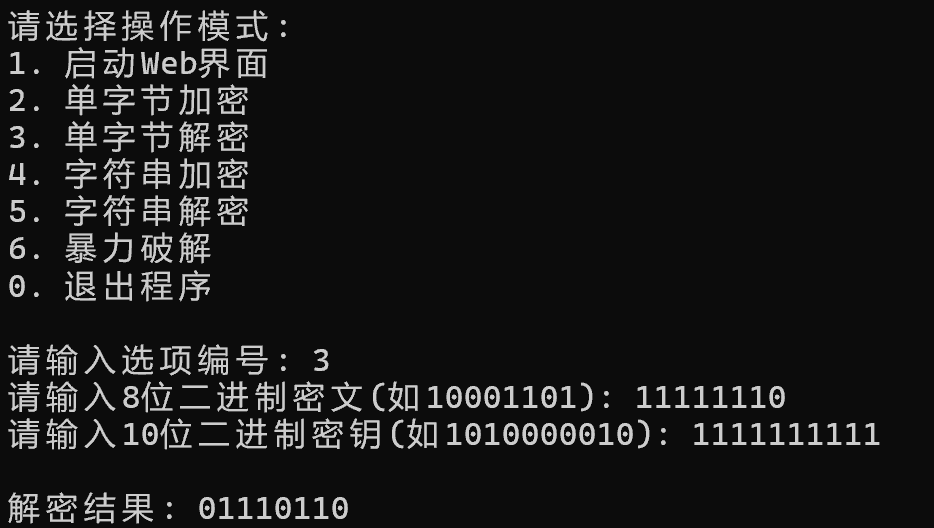 请选择操作模式:
1. 启动Web界面
2. 单字节加密
3. 单字节解密
4. 字符串加密
5. 字符串解密
6. 暴力破解
0. 退出程序
请输入选项编号: 3
请输入8位二进制密文(如10001101): 11111110
请输入10位二进制密钥(如1010000010): 1111111111
解密结果: 01110110